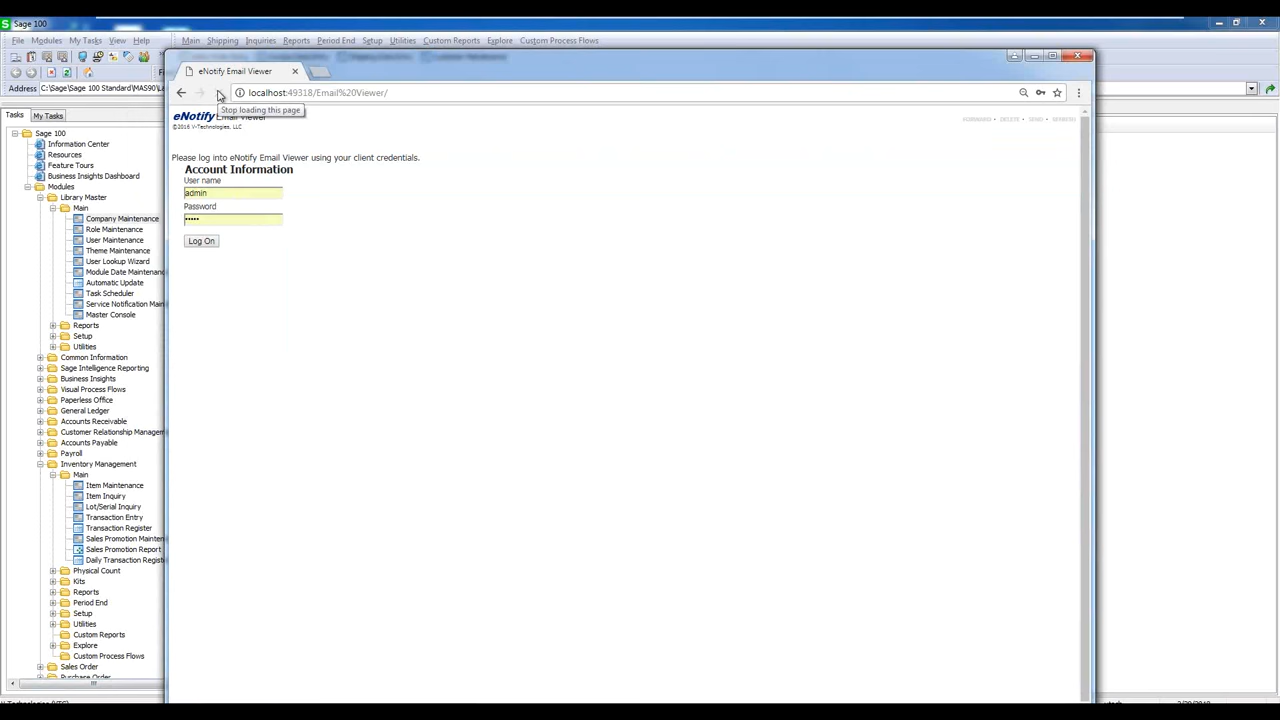 Sage 100
File Modules My Tasks View Help Main Shipping Inquiries Reports Period End Setup Utilities Custom Reports Explore Custom Process Flows
Address C:\Sage\Sage 100 Standard\MAS90\La
Tasks My Tasks
Sage 100
Information Center
Resources
Feature Tours
Business Insights Dashboard
Modules
Library Master
Main
Company Maintenance
Role Maintenance
User Maintenance
Theme Maintenance
User Lookup Wizard
Module Date Maintenanc
Automatic Update
Task Scheduler
Service Notification Main
Master Console
Reports
Setup
Utilities
Common Information
Sage Intelligence Reporting
Business Insights
Visual Process Flows
Paperless Office
General Ledger
Accounts Receivable
Customer Relationship Managem
Accounts Payable
Payroll
Inventory Management
Main
Item Maintenance
Item Inquiry
Lot/Serial Inquiry
Transaction Entry
Transaction Register
Sales Promotion Mainten
Sales Promotion Report
Daily Transaction Registe
Physical Count
Kits
Reports
Period End
Setup
Utilities
Custom Reports
Explore
Custom Process Flows
Sales Order
Purchase Order
eNotify Email Viewer
localhost:49318/Email%20Viewer/
Stop loading this page
eNotify Email Viewer
©2016 V-Technologies, LLC
Please log into eNotify Email Viewer using your client credentials.
Account Information
User name
admin
Password
•••••
Log On